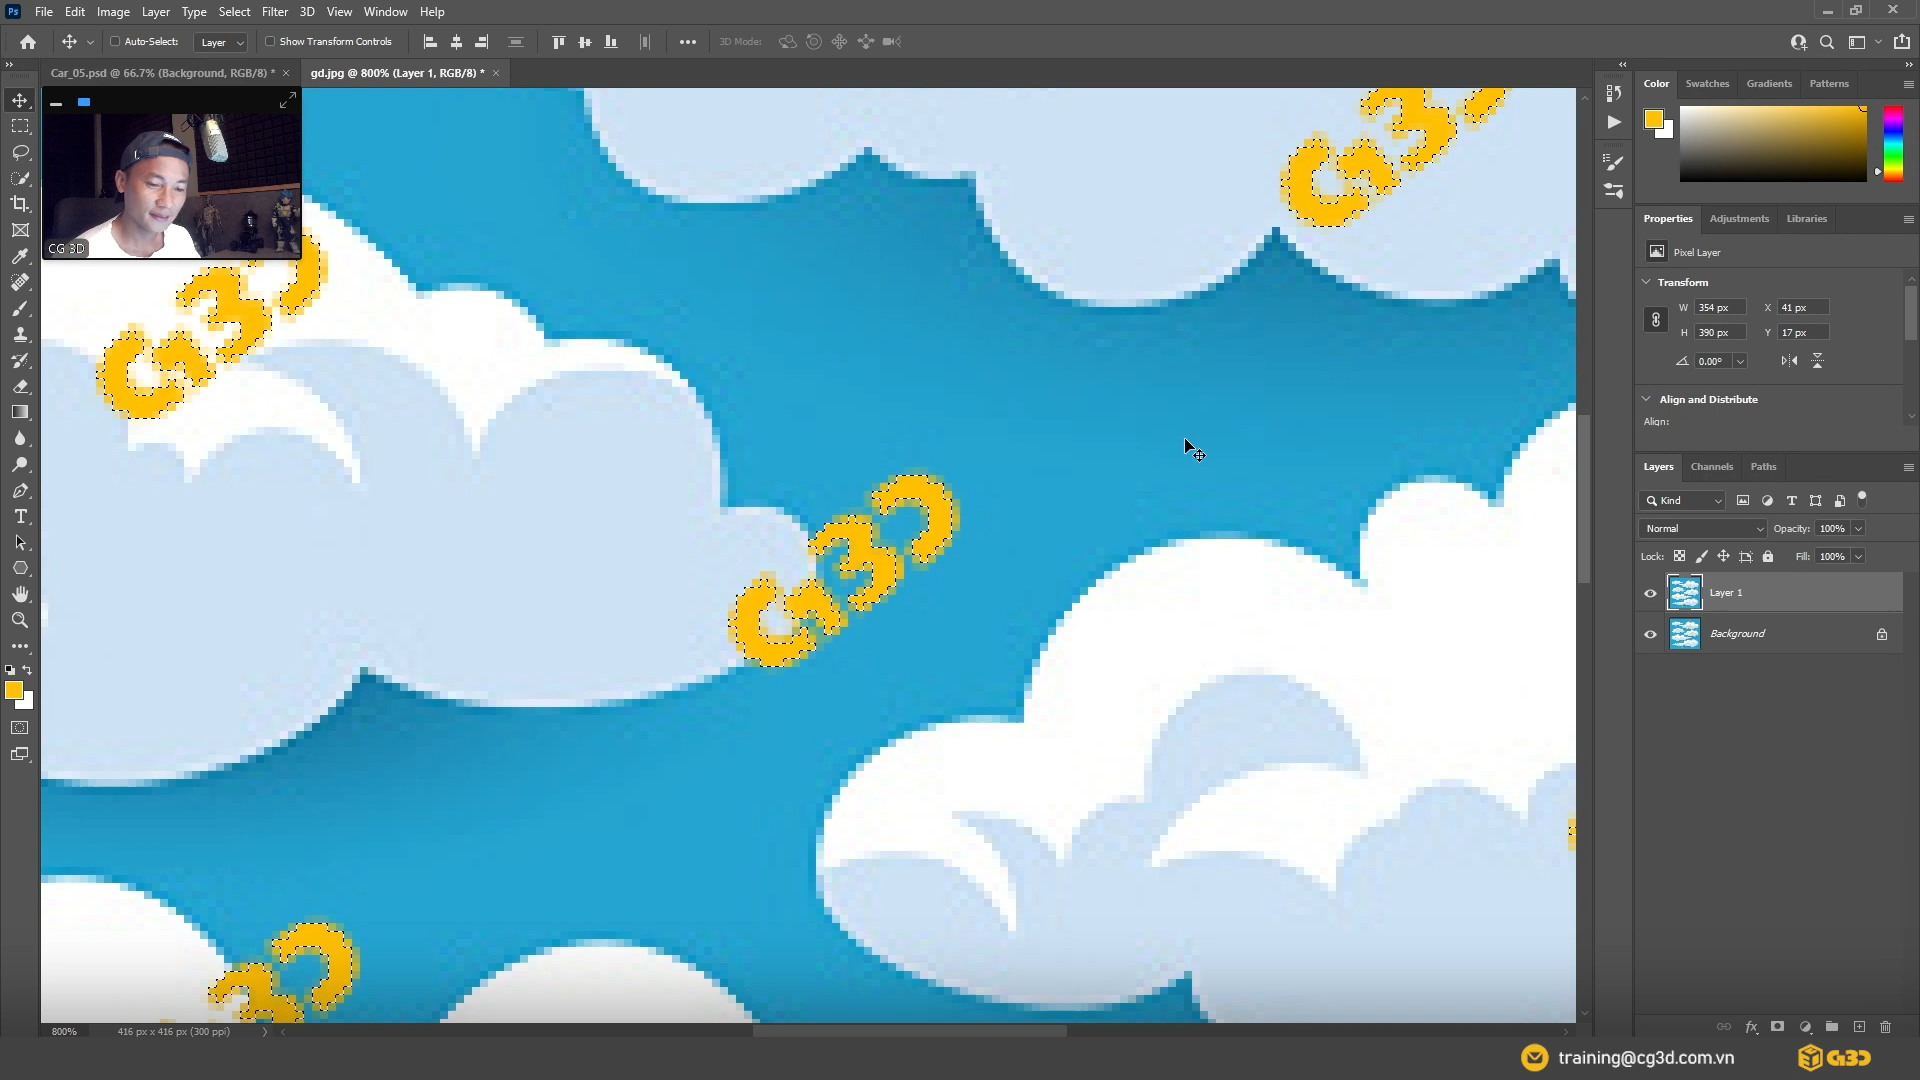 Ps File Edit Image Layer Type Select Filter 3D View Window Help
Auto-Select: Layer Show Transform Controls 3D Mode:
Car_05.psd @ 66.7% (Background, RGB/8) * × gd.jpg @ 800% (Layer 1, RGB/8) * ×
Color Swatches Gradients Patterns
CG 3D
Properties Adjustments Libraries
Pixel Layer
Transform
W 354 px X 41 px
H 390 px Y 17 px
0.00°
Align and Distribute
Align:
Layers Channels Paths
Kind
Normal Opacity: 100%
Lock: Fill: 100%
Layer 1
Background
800% 416 px x 416 px (300 ppi)
training@cg3d.com.vn CG3D